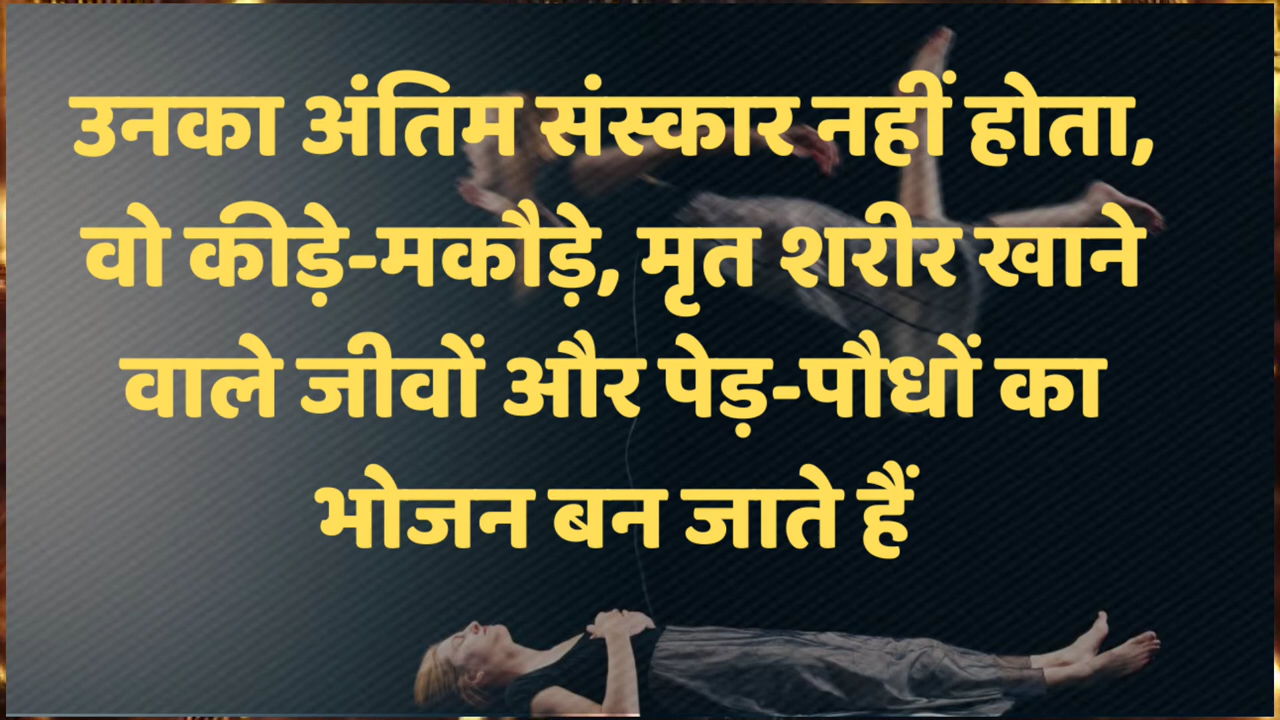 उनका अंतिम संस्कार नहीं होता,
वो कीड़े-मकौड़े, मृत शरीर खाने
वाले जीवों और पेड़-पौधों का
भोजन बन जाते हैं